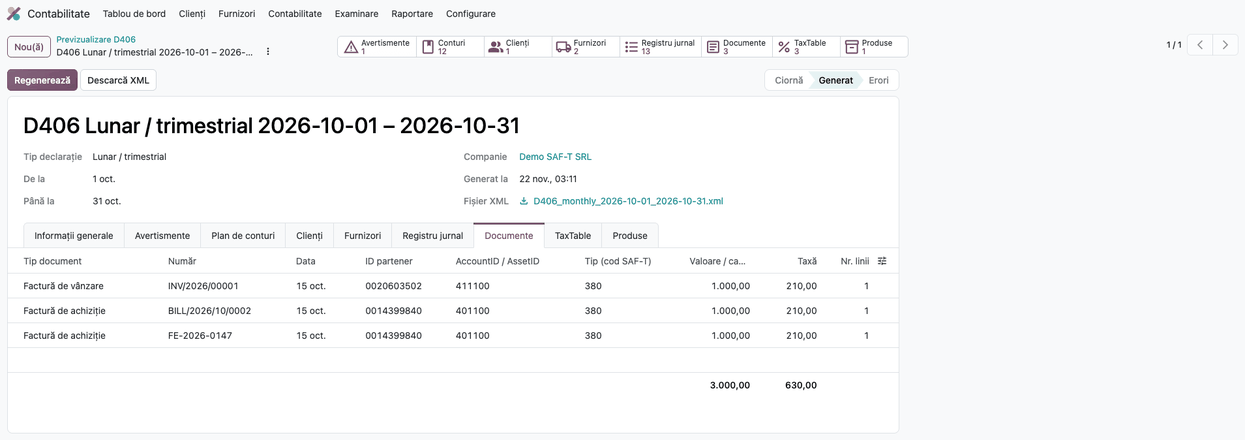 Contabilitate Tablou de bord Clienți Furnizori Contabilitate Examinare Raportare Configurare
Nou(ă) Previzualizare D406
D406 Lunar / trimestrial 2026-10-01 – 2026-...
Avertismente 1 Conturi 12 Clienți 1 Furnizori 2 Registru jurnal 13 Documente 3 TaxTable 3 Produse 1
1 / 1
Regenerează Descarcă XML Ciornă Generat Erori
D406 Lunar / trimestrial 2026-10-01 – 2026-10-31
Tip declarație Lunar / trimestrial Companie Demo SAF-T SRL
De la 1 oct. Generat la 22 nov., 03:11
Până la 31 oct. Fișier XML D406_monthly_2026-10-01_2026-10-31.xml
Informații generale Avertismente Plan de conturi Clienți Furnizori Registru jurnal Documente TaxTable Produse
Tip document Număr Data ID partener AccountID / AssetID Tip (cod SAF-T) Valoare / ca... Taxă Nr. linii
Factură de vânzare INV/2026/00001 15 oct. 0020603502 411100 380 1.000,00 210,00 1
Factură de achiziție BILL/2026/10/0002 15 oct. 0014399840 401100 380 1.000,00 210,00 1
Factură de achiziție FE-2026-0147 15 oct. 0014399840 401100 380 1.000,00 210,00 1
3.000,00 630,00